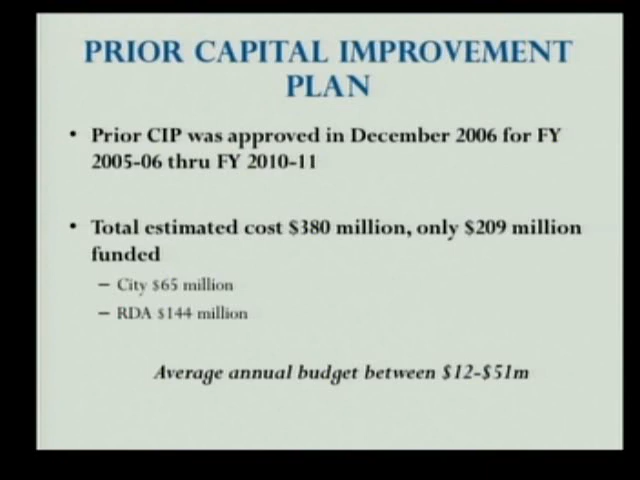 PRIOR CAPITAL IMPROVEMENT
PLAN
• Prior CIP was approved in December 2006 for FY
2005-06 thru FY 2010-11
• Total estimated cost $380 million, only $209 million
funded
– City $65 million
– RDA $144 million
Average annual budget between $12-$51m